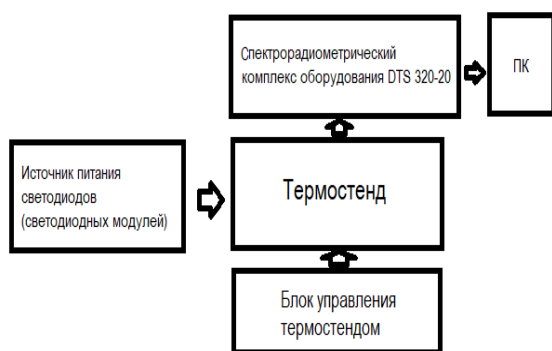 Спектрорадиометрический
комплекс оборудования DTS 320-20
ПК
Источник питания
светодиодов
(светодиодных модулей)
Термостенд
Блок управления
термостендом